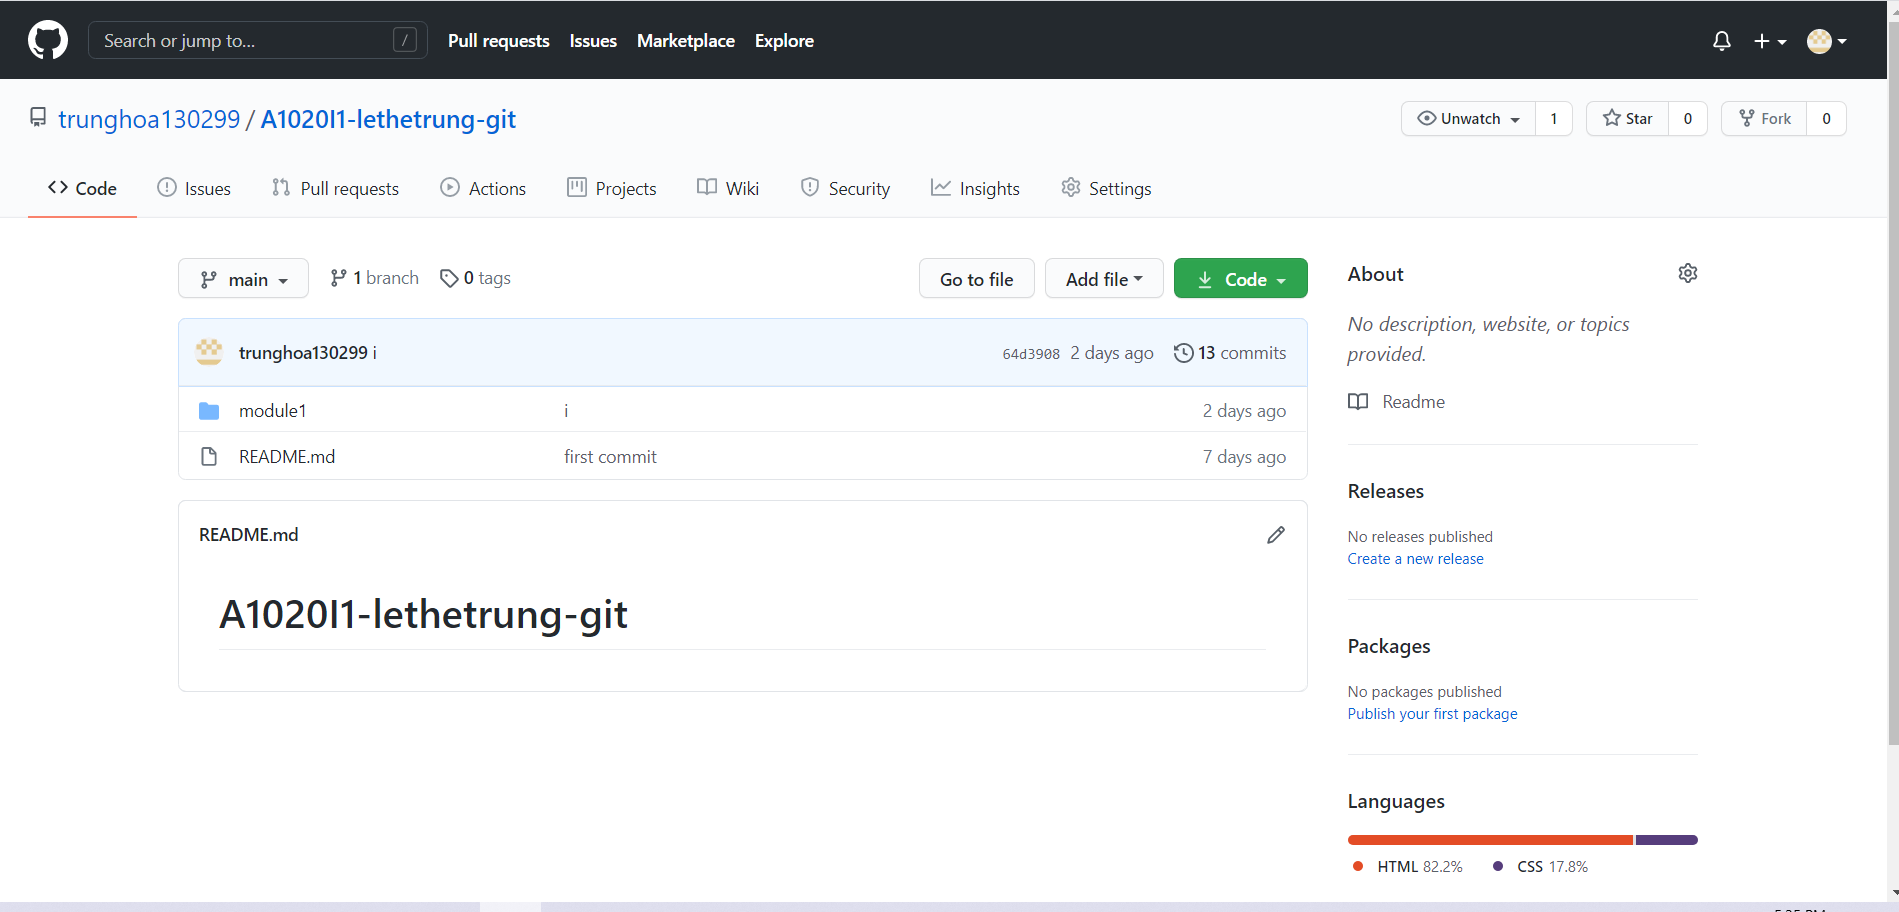 Search or jump to... / Pull requests Issues Marketplace Explore
trunghoa130299 / A1020I1-lethetrung-git Unwatch 1 Star 0 Fork 0
Code Issues Pull requests Actions Projects Wiki Security Insights Settings
main 1 branch 0 tags Go to file Add file Code
trunghoa130299 i 64d3908 2 days ago 13 commits
module1 i 2 days ago
README.md first commit 7 days ago
README.md
A1020I1-lethetrung-git
About
No description, website, or topics
provided.
Readme
Releases
No releases published
Create a new release
Packages
No packages published
Publish your first package
Languages
HTML 82.2% CSS 17.8%